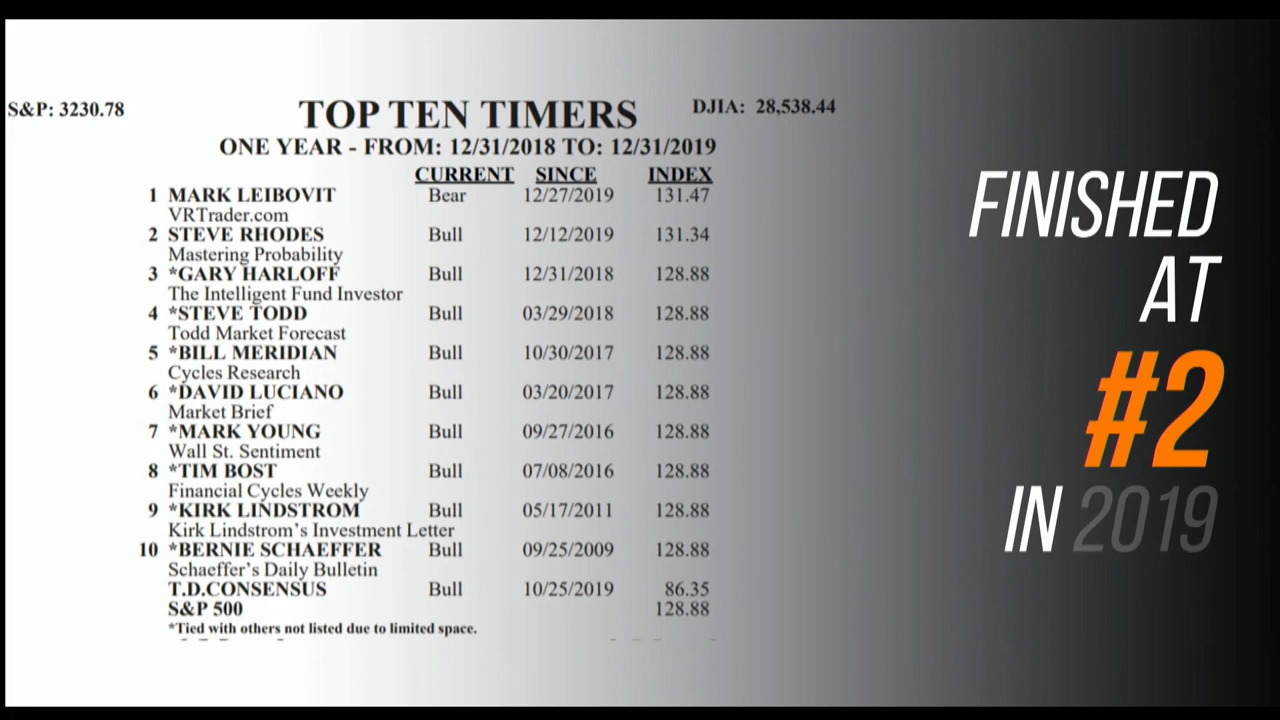 S&P: 3230.78
TOP TEN TIMERS
DJIA: 28,538.44
ONE YEAR - FROM: 12/31/2018 TO: 12/31/2019
CURRENT SINCE INDEX
1 MARK LEIBOVIT Bear 12/27/2019 131.47
VRTrader.com
2 STEVE RHODES Bull 12/12/2019 131.34
Mastering Probability
3 *GARY HARLOFF Bull 12/31/2018 128.88
The Intelligent Fund Investor
4 *STEVE TODD Bull 03/29/2018 128.88
Todd Market Forecast
5 *BILL MERIDIAN Bull 10/30/2017 128.88
Cycles Research
6 *DAVID LUCIANO Bull 03/20/2017 128.88
Market Brief
7 *MARK YOUNG Bull 09/27/2016 128.88
Wall St. Sentiment
8 *TIM BOST Bull 07/08/2016 128.88
Financial Cycles Weekly
9 *KIRK LINDSTROM Bull 05/17/2011 128.88
Kirk Lindstrom's Investment Letter
10 *BERNIE SCHAEFFER Bull 09/25/2009 128.88
Schaeffer's Daily Bulletin
T.D.CONSENSUS Bull 10/25/2019 86.35
S&P 500 128.88
*Tied with others not listed due to limited space.
FINISHED
AT
#2
IN 2019